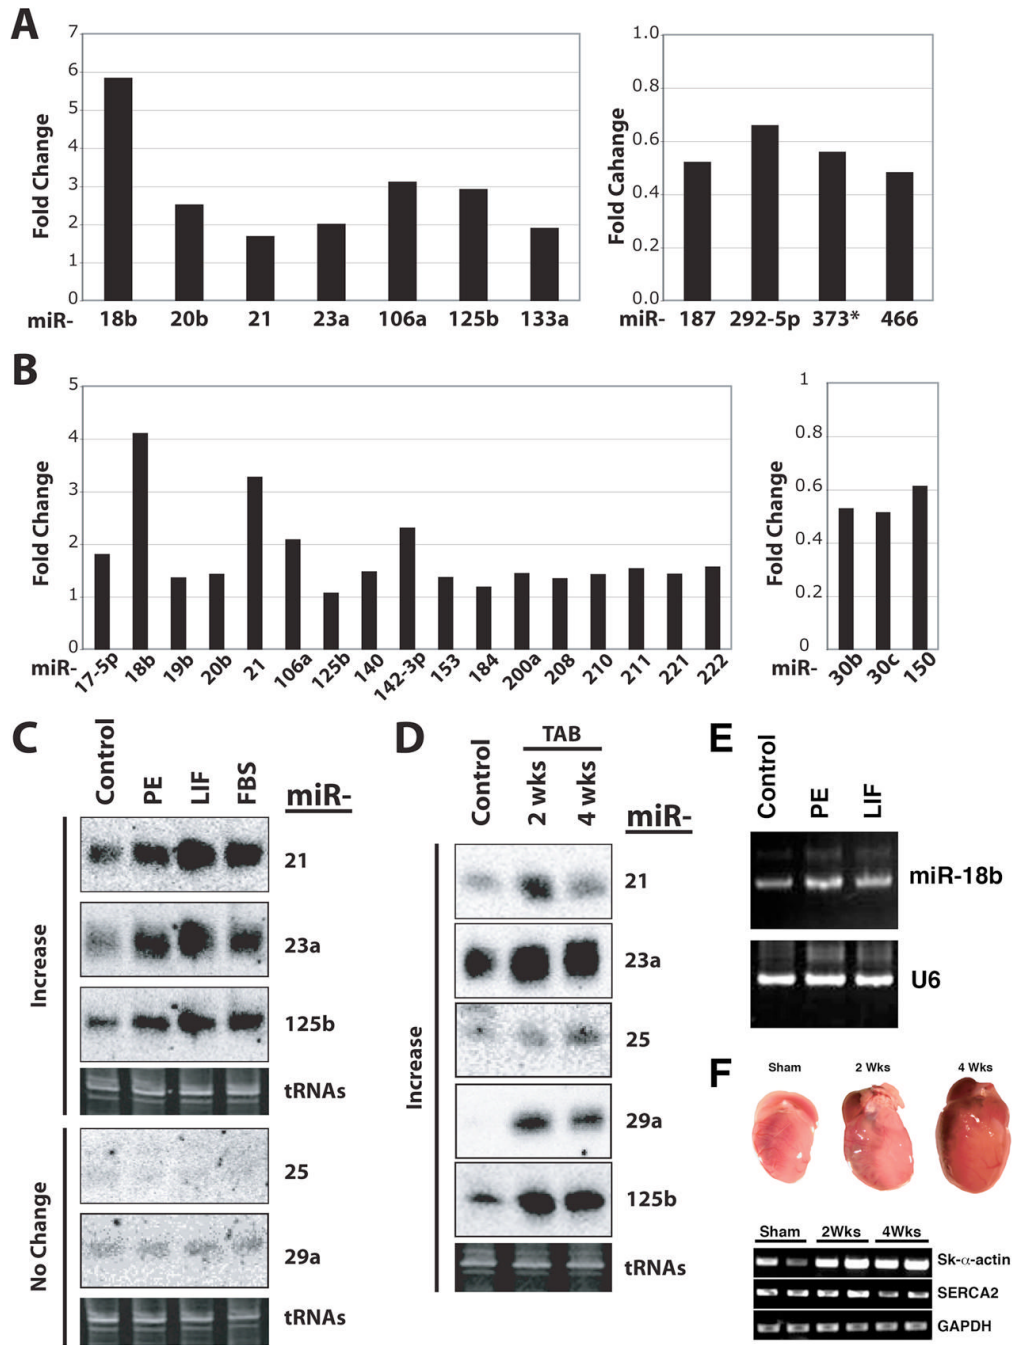 A
Fold Change
7
6
5
4
3
2
1
0
miR- 18b 20b 21 23a 106a 125b 133a
Fold Cahange
1.0
0.8
0.6
0.4
0.2
0.0
miR- 187 292-5p 373* 466
B
Fold Change
5
4
3
2
1
0
miR- 17-5p 18b 19b 20b 21 106a 125b 140 142-3p 153 184 200a 208 210 211 221 222
Fold Change
1
0.8
0.6
0.4
0.2
0
miR- 30b 30c 150
C
Control PE LIF FBS miR-
Increase
21
23a
125b
tRNAs
No Change
25
29a
tRNAs
D
TAB
Control 2 wks 4 wks miR-
Increase
21
23a
25
29a
125b
tRNAs
E
Control PE LIF
miR-18b
U6
F
Sham 2 Wks 4 Wks
Sham 2Wks 4Wks
Sk-α-actin
SERCA2
GAPDH